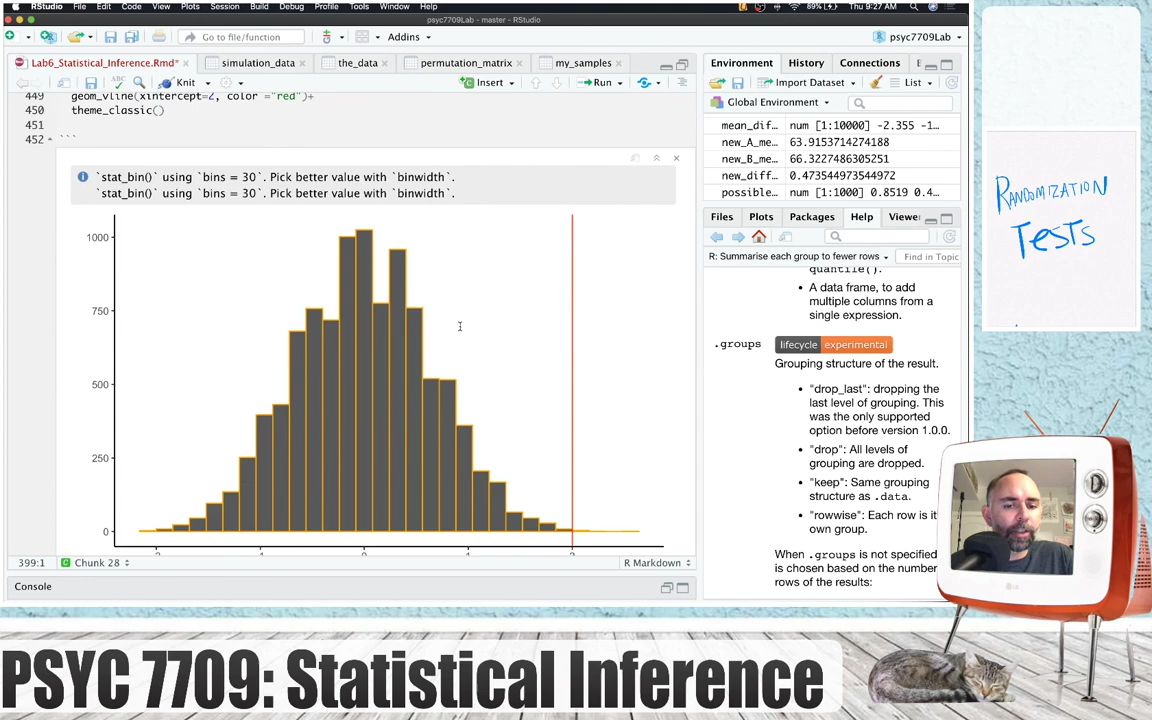 RStudio File Edit Code View Plots Session Build Debug Profile Tools Window Help 89% Thu 9:27 AM
psyc7709Lab - master - RStudio
Go to file/function Addins psyc7709Lab
Lab6_Statistical_Inference.Rmd* simulation_data the_data permutation_matrix my_samples
Knit Insert Run
449 geom_vline(xintercept=2, color ="red")+
450 theme_classic()
451
452 ```
`stat_bin()` using `bins = 30`. Pick better value with `binwidth`.
`stat_bin()` using `bins = 30`. Pick better value with `binwidth`.
1000
750
500
250
0
399:1 Chunk 28 R Markdown
Console
Environment History Connections
Import Dataset List
Global Environment
mean_dif… num [1:10000] -2.355 -1…
new_A_me… 63.9153714274188
new_B_me… 66.3227486305251
new_diff… 0.473544973544972
possible… num [1:1000] 0.8519 0.4…
Files Plots Packages Help Viewer
R: Summarise each group to fewer rows Find in Topic
quantile().
• A data frame, to add
multiple columns from a
single expression.
.groups lifecycle experimental
Grouping structure of the result.
• "drop_last": dropping the
last level of grouping. This
was the only supported
option before version 1.0.0.
• "drop": All levels of
grouping are dropped.
• "keep": Same grouping
structure as .data.
• "rowwise": Each row is it
own group.
When .groups is not specified
is chosen based on the number
rows of the results:
RANDOMIZATION
TESTS
LG
PSYC 7709: Statistical Inference